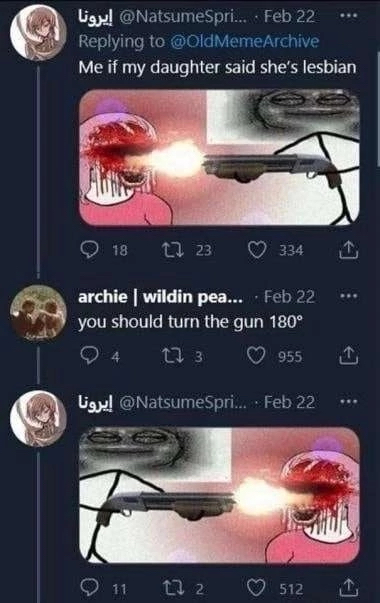 إيرونا @NatsumeSpri... · Feb 22
Replying to @OldMemeArchive
Me if my daughter said she's lesbian
18 23 334
archie | wildin pea... · Feb 22
you should turn the gun 180°
4 3 955
إيرونا @NatsumeSpri... · Feb 22
11 2 512